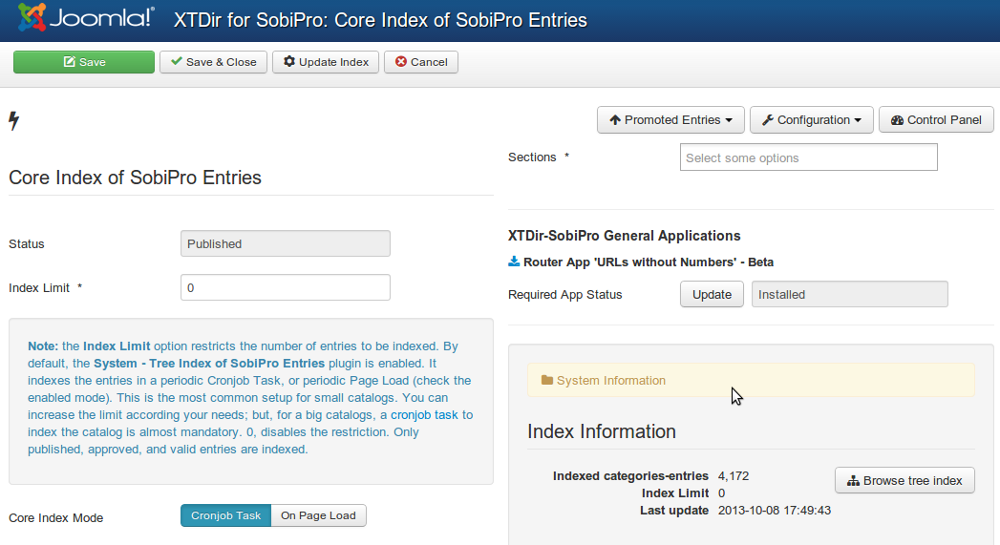 Joomla!® XTDir for SobiPro: Core Index of SobiPro Entries
Save Save & Close Update Index Cancel
Promoted Entries Configuration Control Panel
Core Index of SobiPro Entries
Status Published
Index Limit * 0
Note: the Index Limit option restricts the number of entries to be indexed. By
default, the System - Tree Index of SobiPro Entries plugin is enabled. It
indexes the entries in a periodic Cronjob Task, or periodic Page Load (check the
enabled mode). This is the most common setup for small catalogs. You can
increase the limit according your needs; but, for a big catalogs, a cronjob task to
index the catalog is almost mandatory. 0, disables the restriction. Only
published, approved, and valid entries are indexed.
Core Index Mode Cronjob Task On Page Load
Sections * Select some options
XTDir-SobiPro General Applications
Router App 'URLs without Numbers' - Beta
Required App Status Update Installed
System Information
Index Information
Indexed categories-entries 4,172 Browse tree index
Index Limit 0
Last update 2013-10-08 17:49:43